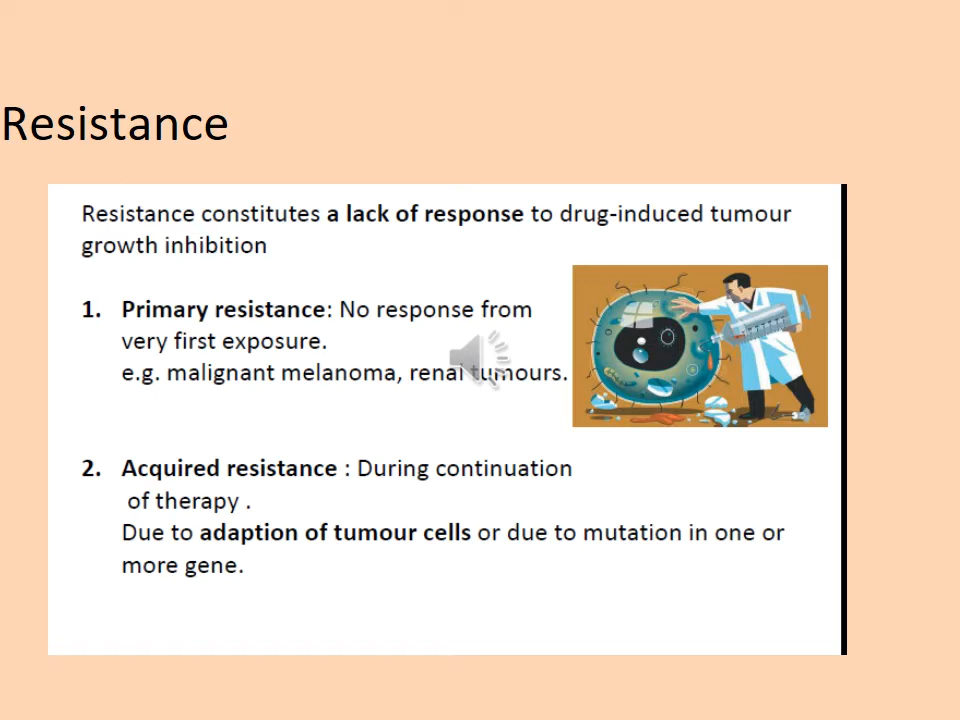 Resistance
Resistance constitutes a lack of response to drug-induced tumour
growth inhibition
1. Primary resistance: No response from
very first exposure.
e.g. malignant melanoma, renal tumours.
2. Acquired resistance : During continuation
of therapy .
Due to adaption of tumour cells or due to mutation in one or
more gene.